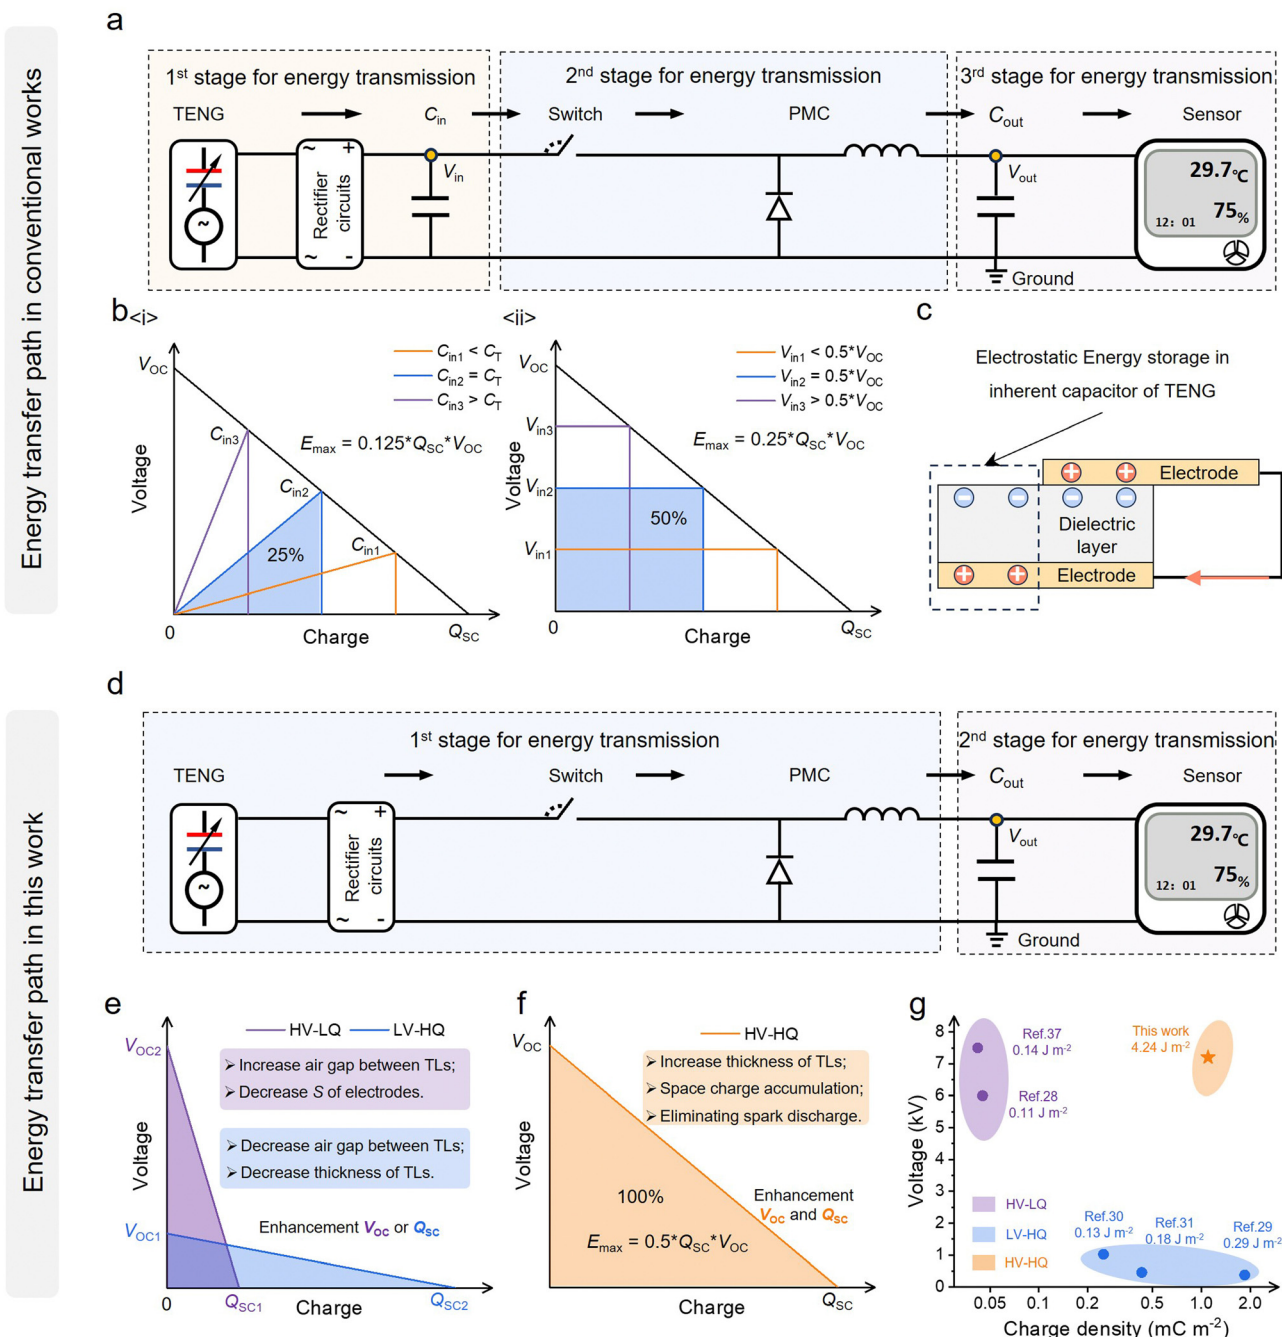 Energy transfer path in conventional works
a
1st stage for energy transmission
2nd stage for energy transmission
3rd stage for energy transmission
TENG
Cin
Switch
PMC
Cout
Sensor
~ +
Rectifier
circuits
~ -
~
Vin
Vout
29.7℃
75%
12: 01
Ground
b
<i>
VOC
Voltage
Cin1 < CT
Cin2 = CT
Cin3 > CT
Cin3
Emax = 0.125*QSC*VOC
Cin2
25%
Cin1
0
Charge
QSC
<ii>
VOC
Voltage
Vin1 < 0.5*VOC
Vin2 = 0.5*VOC
Vin3 > 0.5*VOC
Vin3
Emax = 0.25*QSC*VOC
Vin2
50%
Vin1
0
Charge
QSC
c
Electrostatic Energy storage in
inherent capacitor of TENG
+ + Electrode
− − − −
Dielectric
layer
+ + Electrode
Energy transfer path in this work
d
1st stage for energy transmission
2nd stage for energy transmission
TENG
Switch
PMC
Cout
Sensor
~ +
Rectifier
circuits
~ -
~
Vout
29.7℃
75%
12: 01
Ground
e
HV-LQ LV-HQ
VOC2
➢ Increase air gap between TLs;
➢ Decrease S of electrodes.
➢ Decrease air gap between TLs;
➢ Decrease thickness of TLs.
Voltage
VOC1
Enhancement VOC or QSC
0
QSC1
Charge
QSC2
f
HV-HQ
VOC
➢ Increase thickness of TLs;
➢ Space charge accumulation;
➢ Eliminating spark discharge.
Voltage
100%
Enhancement
VOC and QSC
Emax = 0.5*QSC*VOC
0
Charge
QSC
g
Voltage (kV)
8
7
6
5
4
3
2
1
0
Ref.37
0.14 J m-2
This work
4.24 J m-2
Ref.28
0.11 J m-2
HV-LQ
LV-HQ
HV-HQ
Ref.30
0.13 J m-2
Ref.31
0.18 J m-2
Ref.29
0.29 J m-2
0.05 0.1 0.2 0.5 1.0 2.0
Charge density (mC m-2)